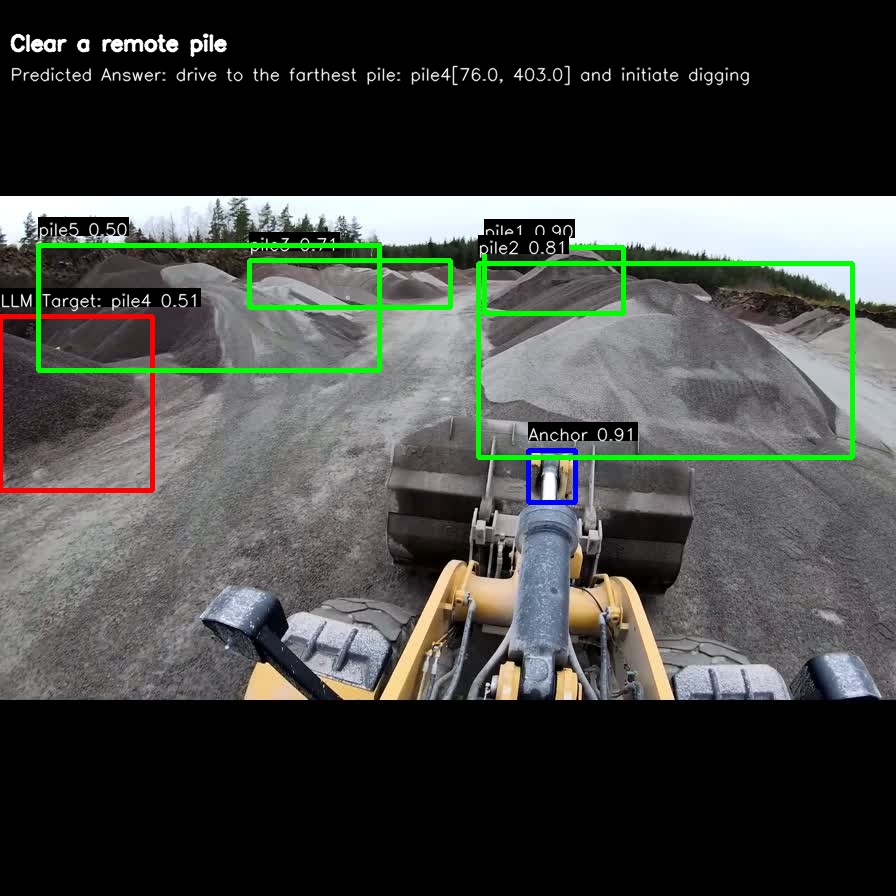 Clear a remote pile
Predicted Answer: drive to the farthest pile: pile4[76.0, 403.0] and initiate digging
pile5 0.50
pile3 0.71
pile1 0.90
pile2 0.81
LLM Target: pile4 0.51
Anchor 0.91